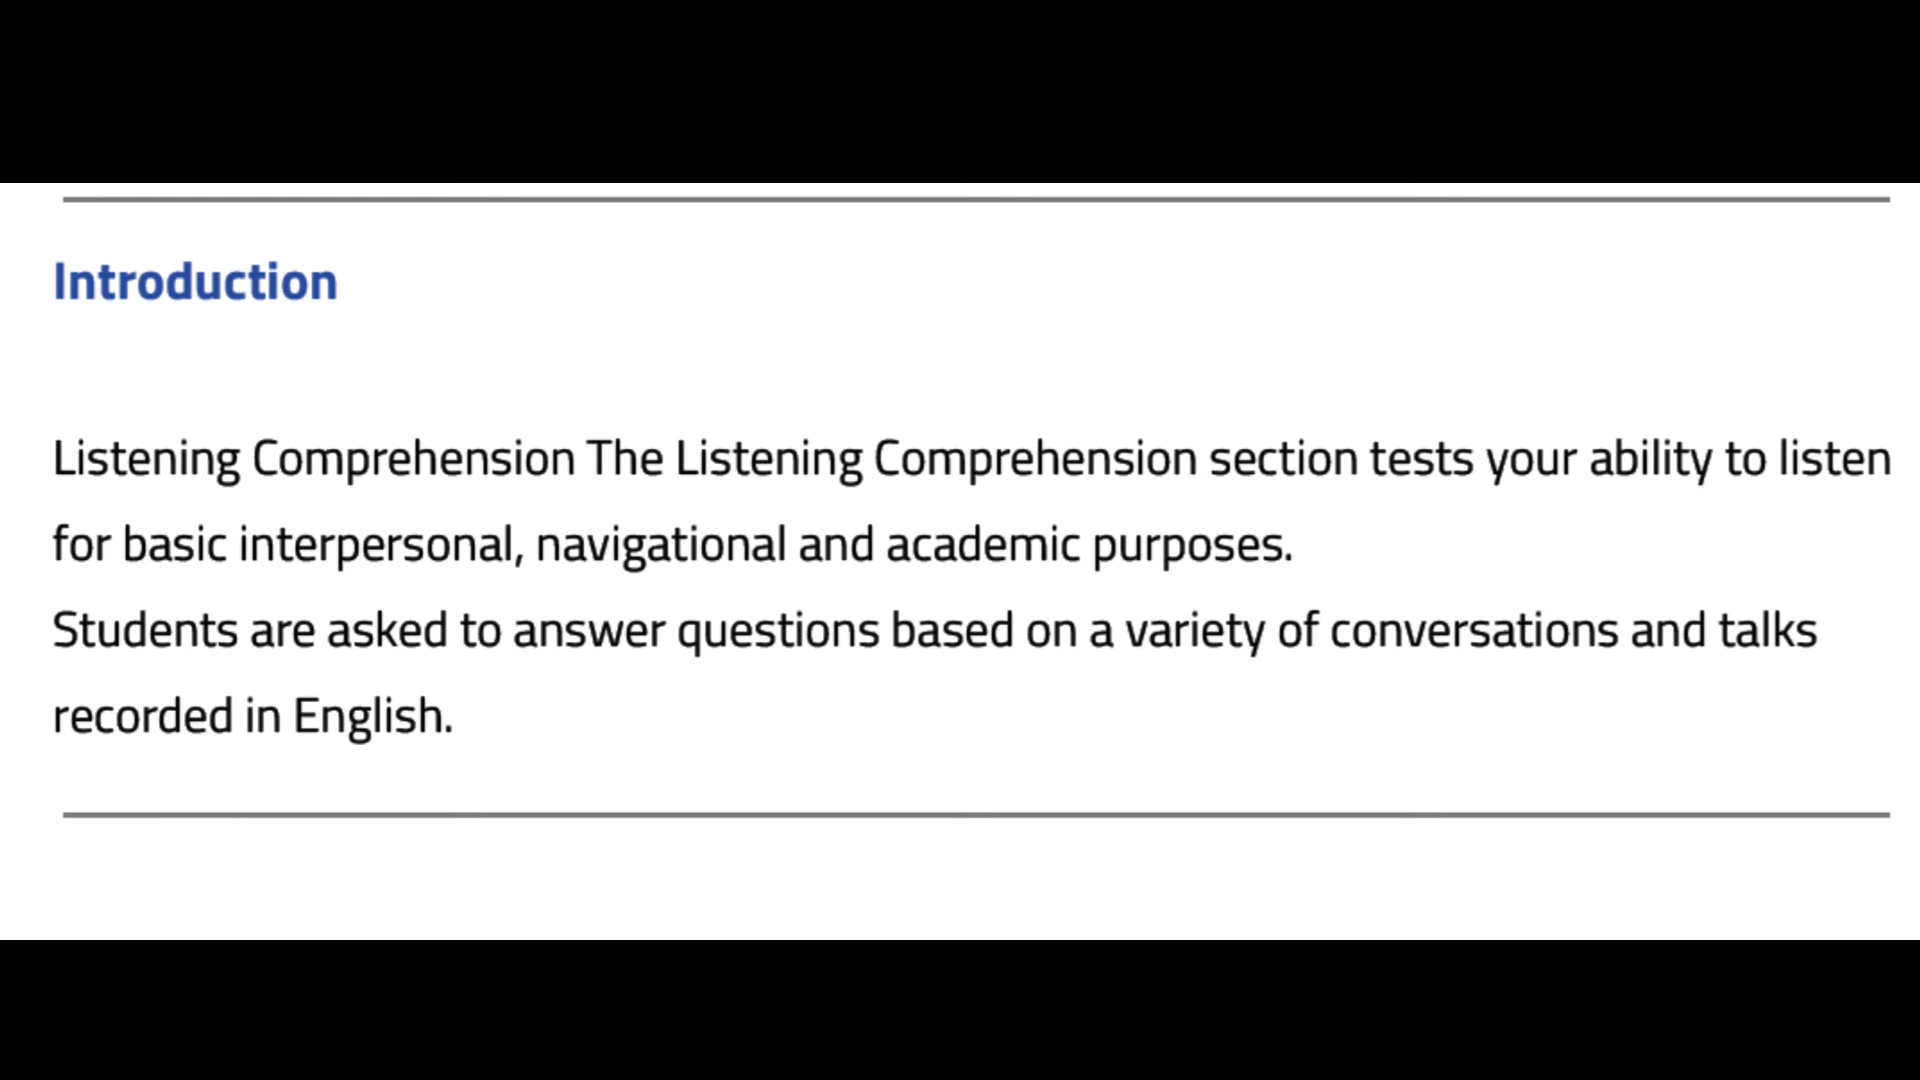 Introduction
Listening Comprehension The Listening Comprehension section tests your ability to listen
for basic interpersonal, navigational and academic purposes.
Students are asked to answer questions based on a variety of conversations and talks
recorded in English.